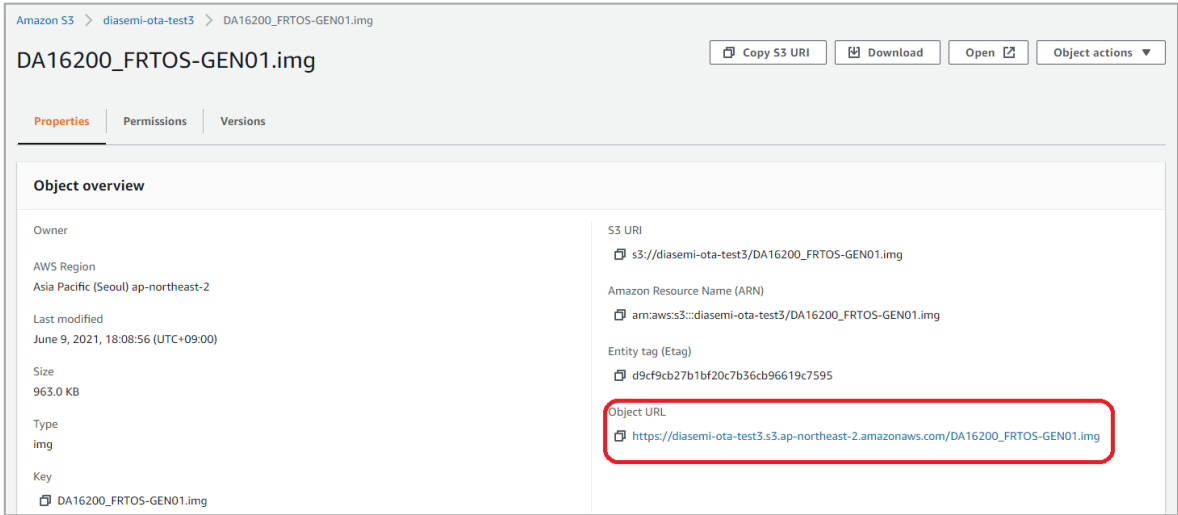 Amazon S3 > diasemi-ota-test3 > DA16200_FRTOS-GEN01.img
DA16200_FRTOS-GEN01.img
Copy S3 URI Download Open Object actions ▼
Properties Permissions Versions
Object overview
Owner
AWS Region
Asia Pacific (Seoul) ap-northeast-2
Last modified
June 9, 2021, 18:08:56 (UTC+09:00)
Size
963.0 KB
Type
img
Key
DA16200_FRTOS-GEN01.img
S3 URI
s3://diasemi-ota-test3/DA16200_FRTOS-GEN01.img
Amazon Resource Name (ARN)
arn:aws:s3:::diasemi-ota-test3/DA16200_FRTOS-GEN01.img
Entity tag (Etag)
d9cf9cb27b1bf20c7b36cb96619c7595
Object URL
https://diasemi-ota-test3.s3.ap-northeast-2.amazonaws.com/DA16200_FRTOS-GEN01.img